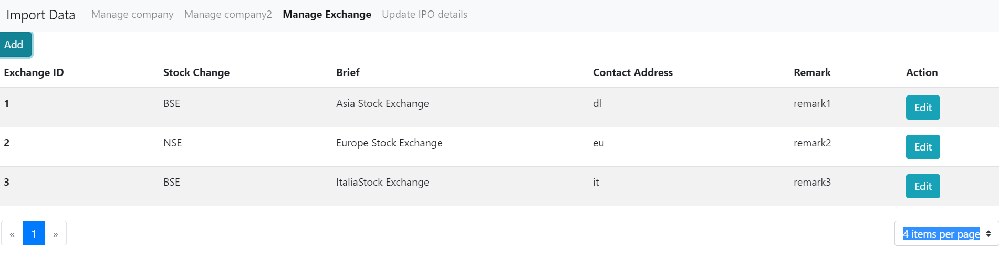 Import Data Manage company Manage company2 Manage Exchange Update IPO details
Add
Exchange ID Stock Change Brief Contact Address Remark Action
1 BSE Asia Stock Exchange dl remark1 Edit
2 NSE Europe Stock Exchange eu remark2 Edit
3 BSE ItaliaStock Exchange it remark3 Edit
« 1 » 4 items per page